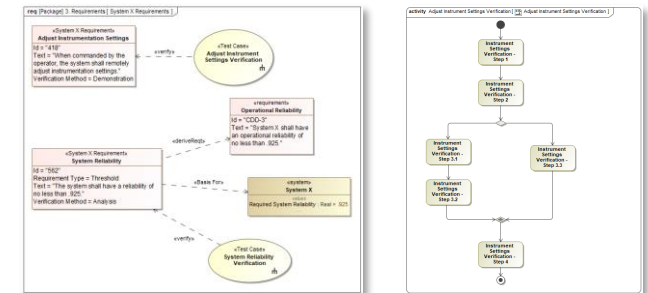 req [Package] 3. Requirements [ System X Requirements ]
«System X Requirement»
Adjust Instrumentation Settings
Id = "418"
Text = "When commanded by the
operator, the system shall remotely
adjust instrumentation settings."
Verification Method = Demonstration
«verify»
«Test Case»
Adjust Instrument
Settings Verification
«requirement»
Operational Reliability
Id = "CDD-3"
Text = "System X shall have
an operational reliability of
no less than .925."
«deriveReqt»
«System X Requirement»
System Reliability
Id = "562"
Requirement Type = Threshold
Text = "The system shall have a reliability of
no less than .925."
Verification Method = Analysis
«Basis For»
«system»
System X
Required System Reliability : Real = .925
«verify»
«Test Case»
System Reliability
Verification
activity Adjust Instrument Settings Verification [ Adjust Instrument Settings Verification ]
Instrument
Settings
Verification -
Step 1
Instrument
Settings
Verification -
Step 2
Instrument
Settings
Verification -
Step 3.1
Instrument
Settings
Verification -
Step 3.3
Instrument
Settings
Verification -
Step 3.2
Instrument
Settings
Verification -
Step 4